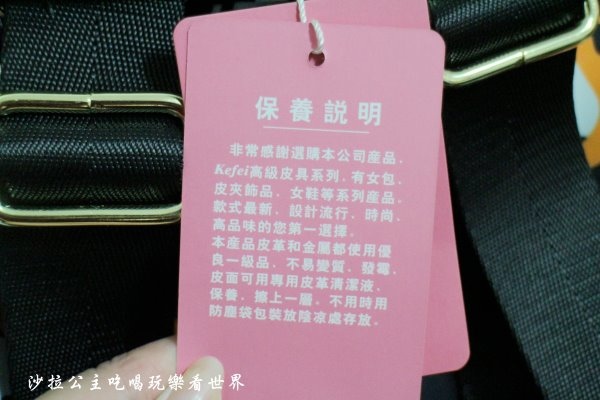 保養説明
非常感謝選購本公司産品．
Kefei高級皮具系列．有女包、
皮夾飾品．女鞋等系列産品。
款式最新．設計流行．時尚、
高品味的您第一選擇。
本産品皮革和金屬都使用優
良一級品．不易變質．發霉．
皮面可用専用皮革清潔液、
保養．擦上一層。不用時用
防塵袋包裝放陰凉處存放。
沙拉公主吃喝玩樂看世界